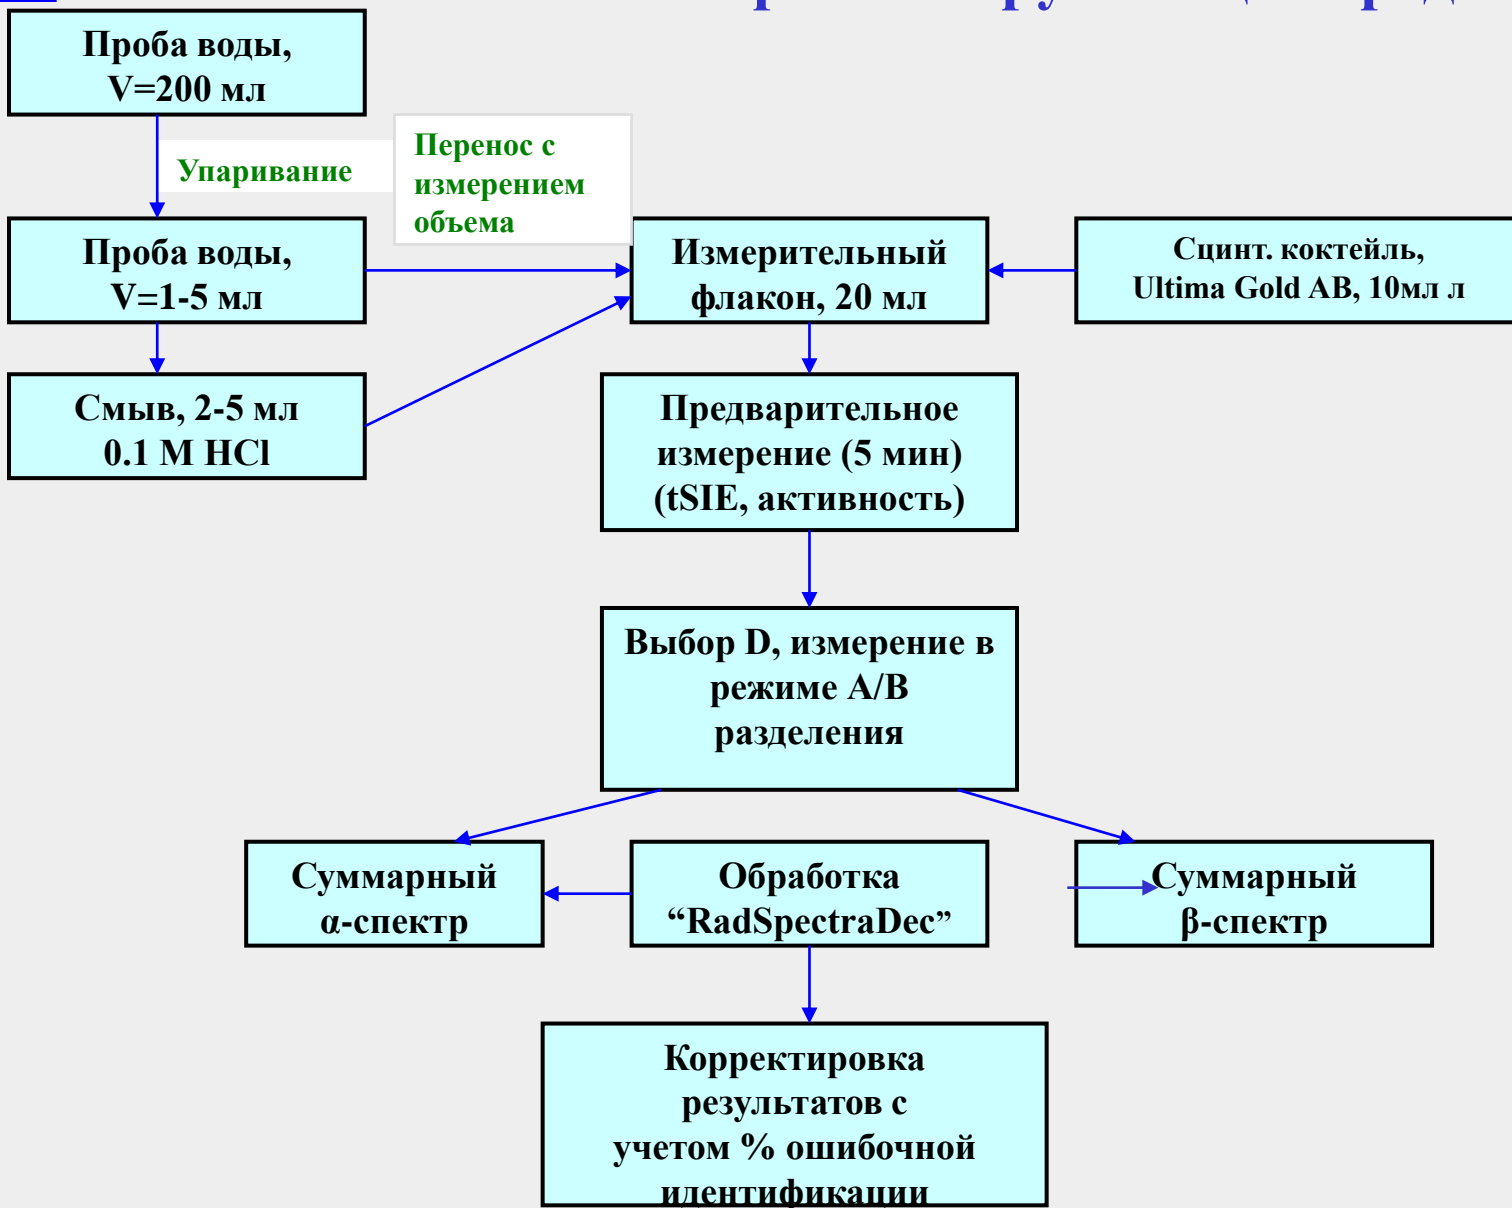 Проба воды,
V=200 мл
Упаривание
Перенос с
измерением
объема
Проба воды,
V=1-5 мл
Измерительный
флакон, 20 мл
Сцинт. коктейль,
Ultima Gold AB, 10мл л
Смыв, 2-5 мл
0.1 М HCl
Предварительное
измерение (5 мин)
(tSIE, активность)
Выбор D, измерение в
режиме A/B
разделения
Суммарный
α-спектр
Обработка
“RadSpectraDec”
Суммарный
β-спектр
Корректировка
результатов с
учетом % ошибочной
идентификации